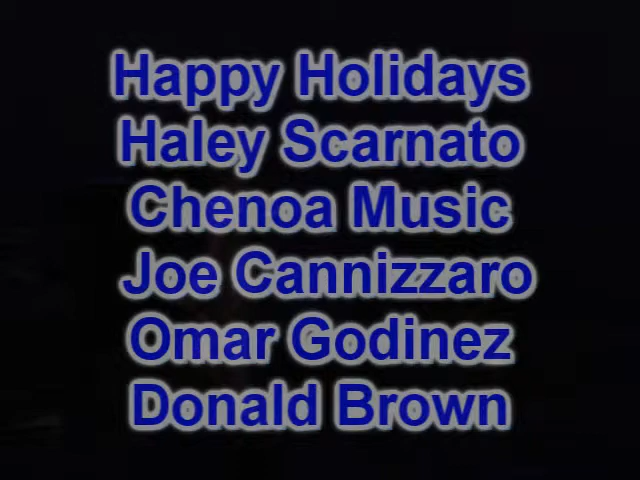 Happy Holidays
Haley Scarnato
Chenoa Music
Joe Cannizzaro
Omar Godinez
Donald Brown